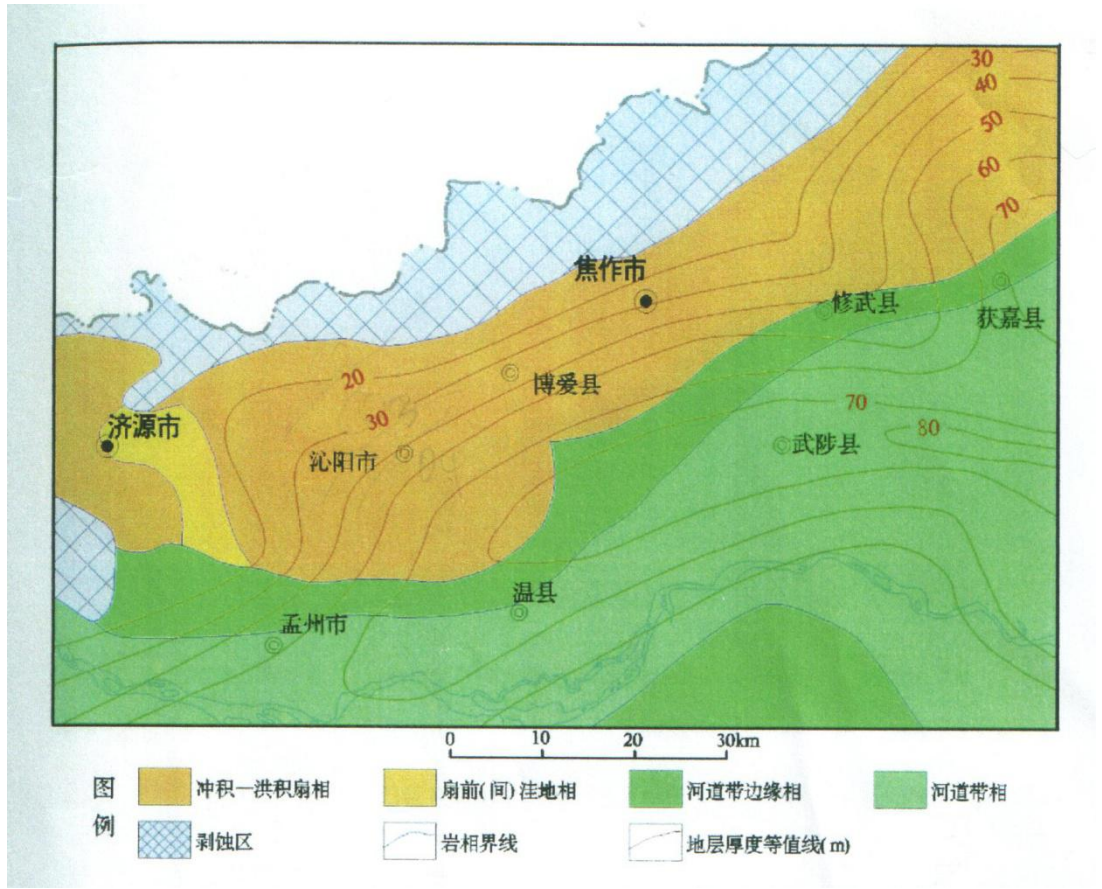 30
40
50
60
70
焦作市
修武县
获嘉县
20
博爱县
70
30
济源市
80
武陟县
沁阳市
温县
孟州市
0 10 20 30km
图例
冲积—洪积扇相
扇前(间)洼地相
河道带边缘相
河道带相
剥蚀区
岩相界线
地层厚度等值线(m)